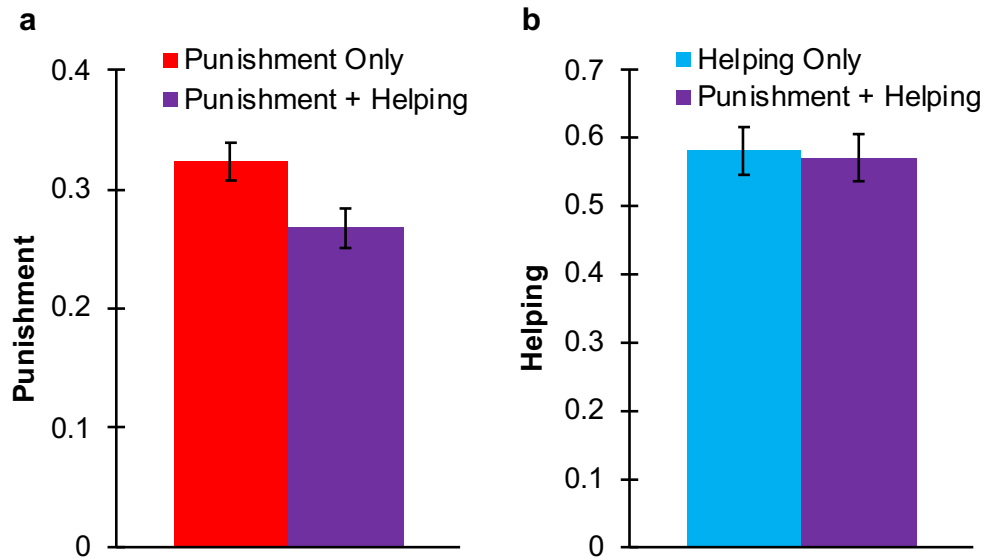 a
Punishment Only
Punishment + Helping
0.4
0.3
0.2
0.1
0
Punishment
b
Helping Only
Punishment + Helping
0.7
0.6
0.5
0.4
0.3
0.2
0.1
0
Helping